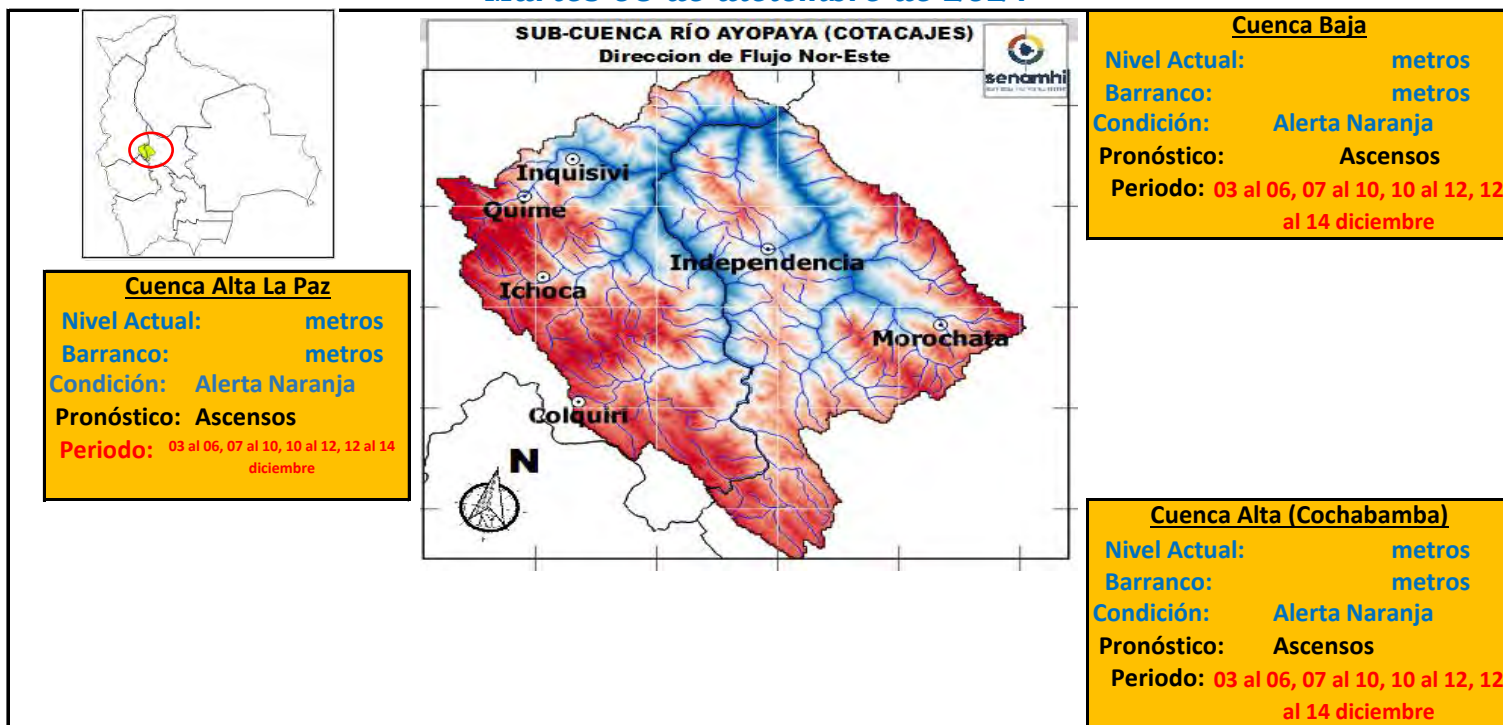 SUB-CUENCA RÍO AYOPAYA (COTACAJES)
Direccion de Flujo Nor-Este
senamhi
Inquisivi
Quime
Independencia
Ichoca
Morochata
Colquiri
N
Cuenca Baja
Nivel Actual: metros
Barranco: metros
Condición: Alerta Naranja
Pronóstico: Ascensos
Periodo: 03 al 06, 07 al 10, 10 al 12, 12
al 14 diciembre
Cuenca Alta La Paz
Nivel Actual: metros
Barranco: metros
Condición: Alerta Naranja
Pronóstico: Ascensos
Periodo: 03 al 06, 07 al 10, 10 al 12, 12 al 14
diciembre
Cuenca Alta (Cochabamba)
Nivel Actual: metros
Barranco: metros
Condición: Alerta Naranja
Pronóstico: Ascensos
Periodo: 03 al 06, 07 al 10, 10 al 12, 12
al 14 diciembre